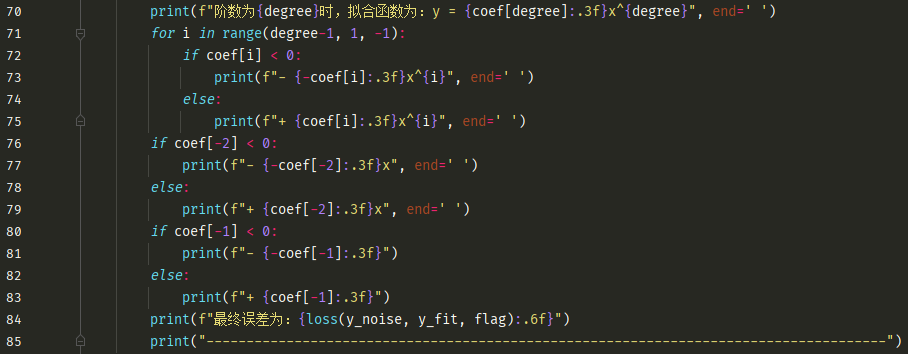 70 print(f"阶数为{degree}时，拟合函数为：y = {coef[degree]:.3f}x^{degree}", end=' ')
71 for i in range(degree-1, 1, -1):
72 if coef[i] < 0:
73 print(f"- {-coef[i]:.3f}x^{i}", end=' ')
74 else:
75 print(f"+ {coef[i]:.3f}x^{i}", end=' ')
76 if coef[-2] < 0:
77 print(f"- {-coef[-2]:.3f}x", end=' ')
78 else:
79 print(f"+ {coef[-2]:.3f}x", end=' ')
80 if coef[-1] < 0:
81 print(f"- {-coef[-1]:.3f}")
82 else:
83 print(f"+ {coef[-1]:.3f}")
84 print(f"最终误差为：{loss(y_noise, y_fit, flag):.6f}")
85 print("-------------------------------------------------------------------------------------")